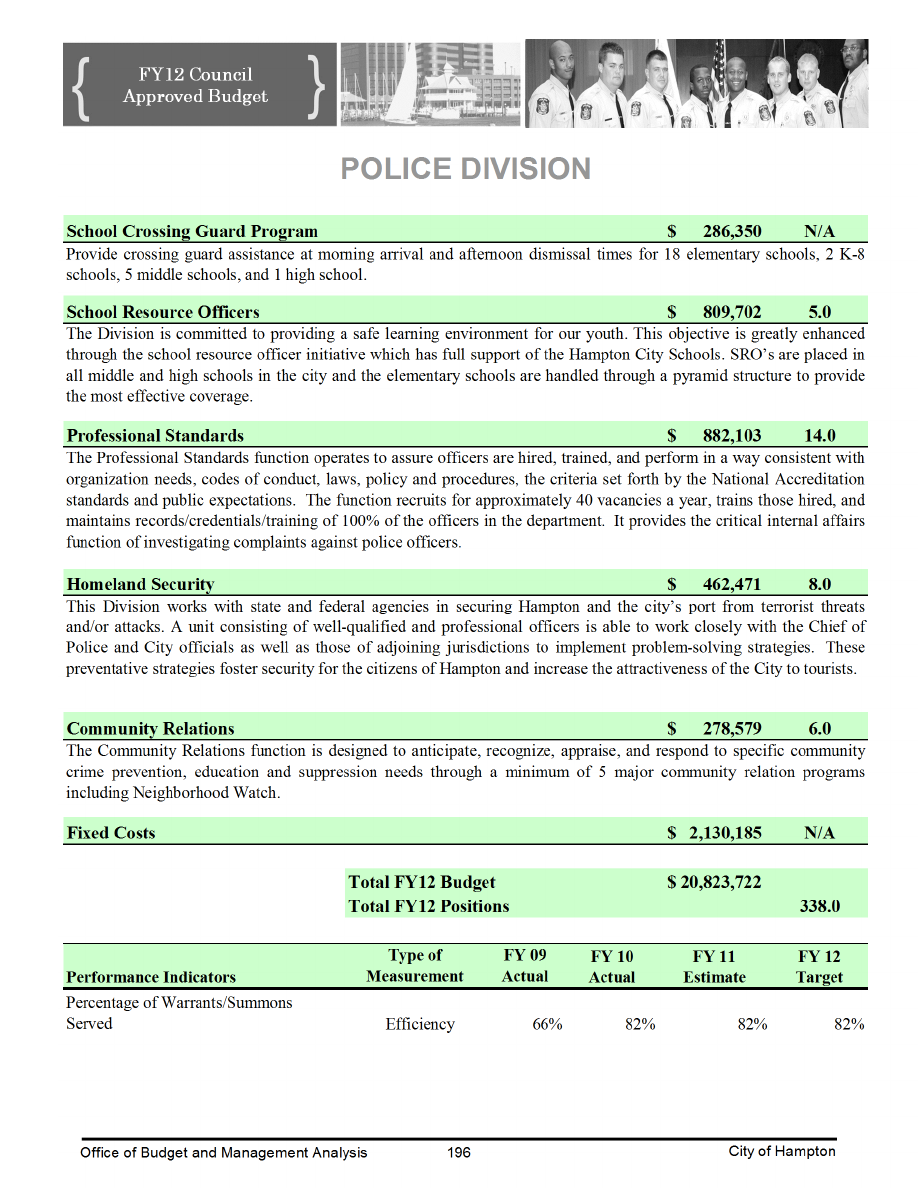 FY12 Council
Approved Budget
POLICE DIVISION
School Crossing Guard Program $ 286,350 N/A
Provide crossing guard assistance at morning arrival and afternoon dismissal times for 18 elementary schools, 2 K-8
schools, 5 middle schools, and 1 high school.
School Resource Officers $ 809,702 5.0
The Division is committed to providing a safe learning environment for our youth. This objective is greatly enhanced
through the school resource officer initiative which has full support of the Hampton City Schools. SRO's are placed in
all middle and high schools in the city and the elementary schools are handled through a pyramid structure to provide
the most effective coverage.
Professional Standards $ 882,103 14.0
The Professional Standards function operates to assure officers are hired, trained, and perform in a way consistent with
organization needs, codes of conduct, laws, policy and procedures, the criteria set forth by the National Accreditation
standards and public expectations. The function recruits for approximately 40 vacancies a year, trains those hired, and
maintains records/credentials/training of 100% of the officers in the department. It provides the critical internal affairs
function of investigating complaints against police officers.
Homeland Security $ 462,471 8.0
This Division works with state and federal agencies in securing Hampton and the city's port from terrorist threats
and/or attacks. A unit consisting of well-qualified and professional officers is able to work closely with the Chief of
Police and City officials as well as those of adjoining jurisdictions to implement problem-solving strategies. These
preventative strategies foster security for the citizens of Hampton and increase the attractiveness of the City to tourists.
Community Relations $ 278,579 6.0
The Community Relations function is designed to anticipate, recognize, appraise, and respond to specific community
crime prevention, education and suppression needs through a minimum of 5 major community relation programs
including Neighborhood Watch.
Fixed Costs $ 2,130,185 N/A
Total FY12 Budget $ 20,823,722
Total FY12 Positions 338.0
Type of FY 09 FY 10 FY 11 FY 12
Performance Indicators Measurement Actual Actual Estimate Target
Percentage of Warrants/Summons
Served Efficiency 66% 82% 82% 82%
Office of Budget and Management Analysis 196 City of Hampton